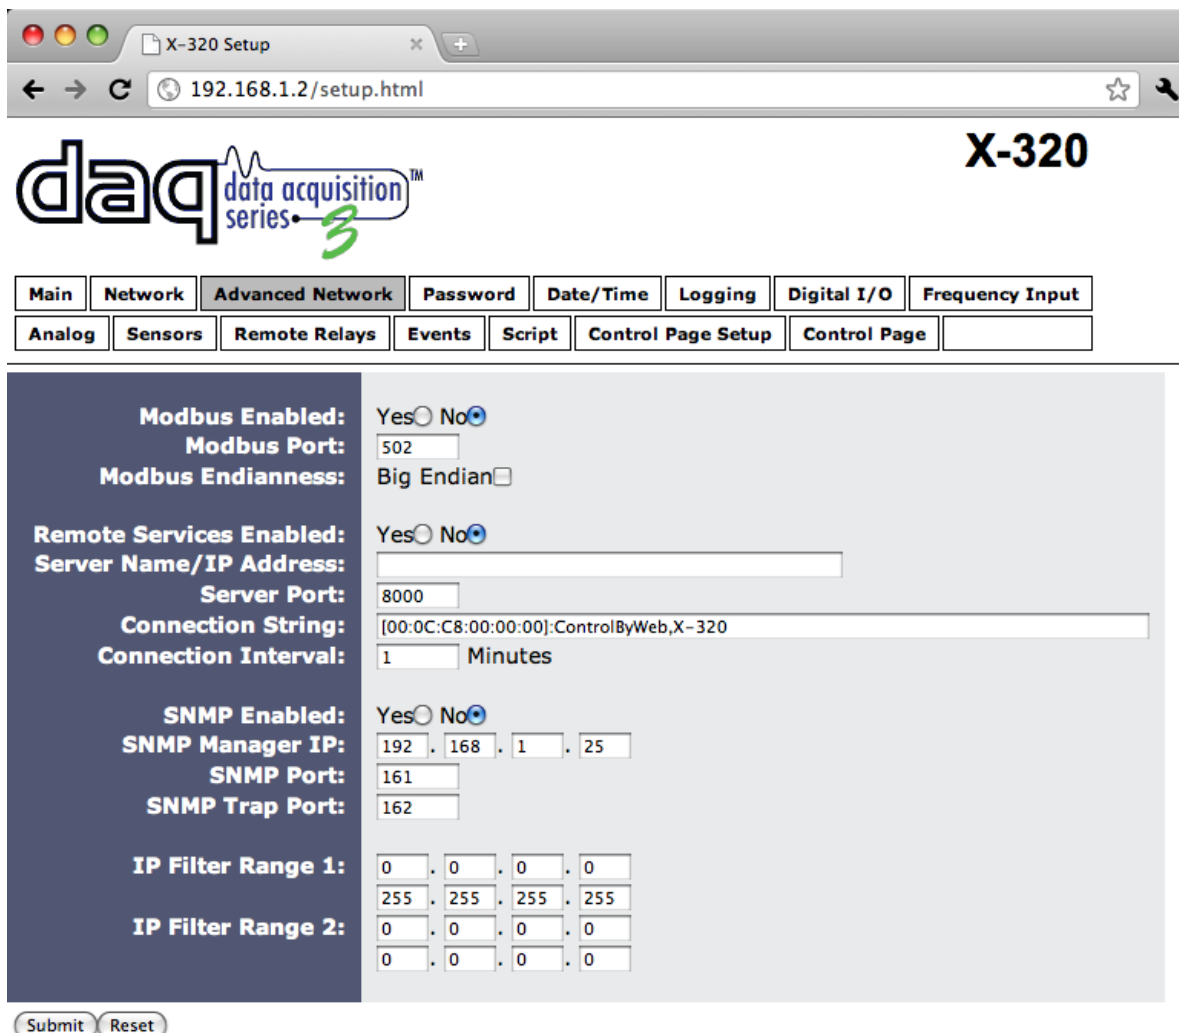 X-320 Setup
192.168.1.2/setup.html
X-320
daq data acquisition series 3 TM
Main Network Advanced Network Password Date/Time Logging Digital I/O Frequency Input
Analog Sensors Remote Relays Events Script Control Page Setup Control Page
Modbus Enabled: Yes No
Modbus Port: 502
Modbus Endianness: Big Endian
Remote Services Enabled: Yes No
Server Name/IP Address:
Server Port: 8000
Connection String: [00:0C:C8:00:00:00]:ControlByWeb,X-320
Connection Interval: 1 Minutes
SNMP Enabled: Yes No
SNMP Manager IP: 192 . 168 . 1 . 25
SNMP Port: 161
SNMP Trap Port: 162
IP Filter Range 1: 0 . 0 . 0 . 0
255 . 255 . 255 . 255
IP Filter Range 2: 0 . 0 . 0 . 0
0 . 0 . 0 . 0
Submit Reset